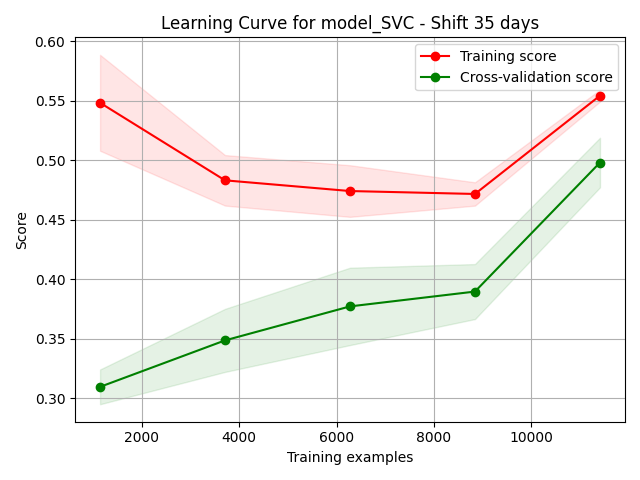 Learning Curve for model_SVC - Shift 35 days
Training score
Cross-validation score
Score
0.60
0.55
0.50
0.45
0.40
0.35
0.30
2000
4000
6000
8000
10000
Training examples